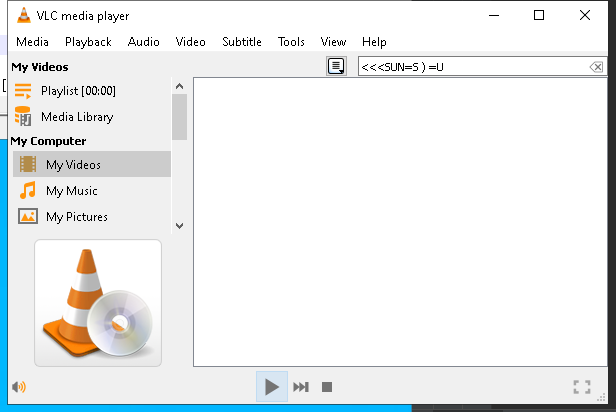 VLC media player
Media Playback Audio Video Subtitle Tools View Help
My Videos
<<<SUN=S ) =U
Playlist [00:00]
Media Library
My Computer
My Videos
My Music
My Pictures